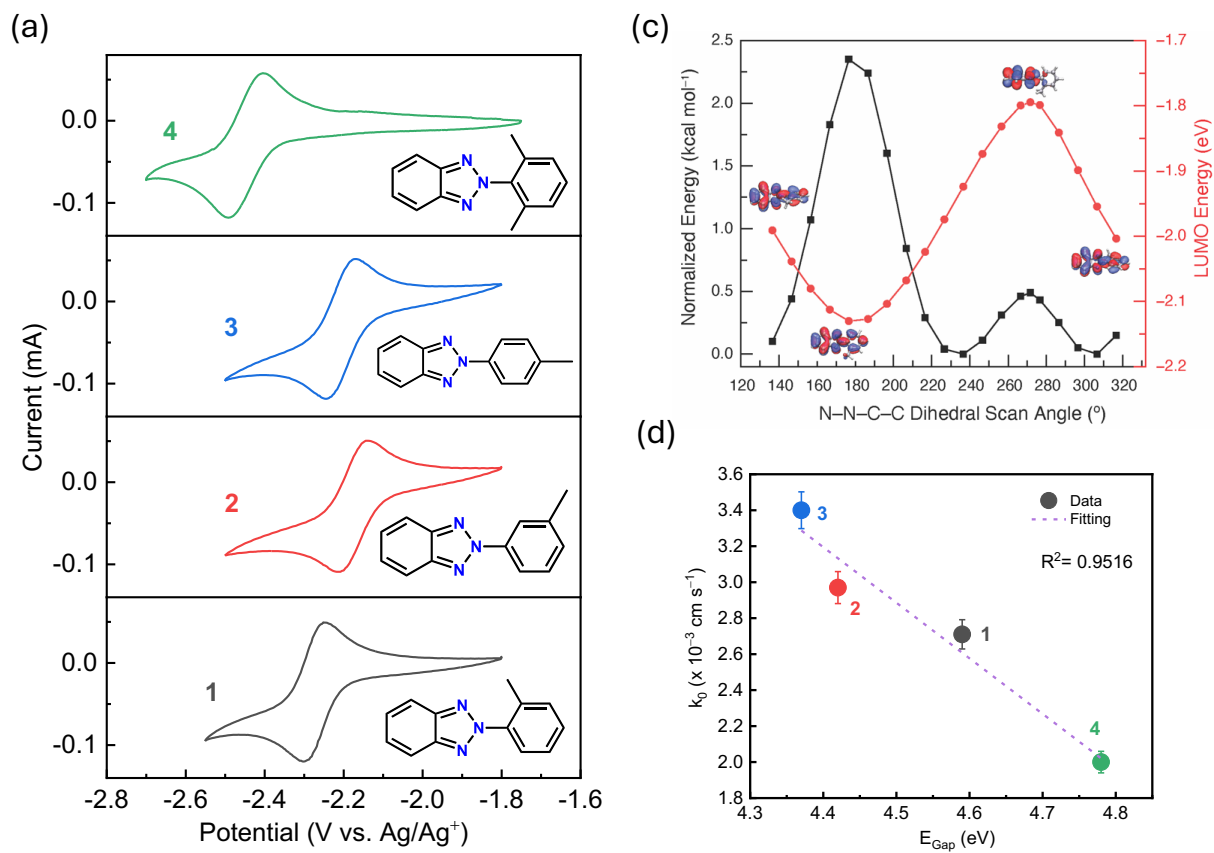 (a)
Current (mA)
0.0
-0.1
4
N
N
N
0.0
-0.1
3
N
N
N
0.0
-0.1
2
N
N
N
0.0
-0.1
1
N
N
N
-2.8 -2.6 -2.4 -2.2 -2.0 -1.8 -1.6
Potential (V vs. Ag/Ag⁺)
(c)
Normalized Energy (kcal mol⁻¹)
2.5
2.0
1.5
1.0
0.5
0.0
120 140 160 180 200 220 240 260 280 300 320
N–N–C–C Dihedral Scan Angle (º)
–1.7
–1.8
–1.9
–2.0
–2.1
–2.2
LUMO Energy (eV)
(d)
k₀ (x 10⁻³ cm s⁻¹)
3.6
3.4
3.2
3.0
2.8
2.6
2.4
2.2
2.0
1.8
3
2
1
4
Data
Fitting
R²= 0.9516
4.3 4.4 4.5 4.6 4.7 4.8
E_Gap (eV)